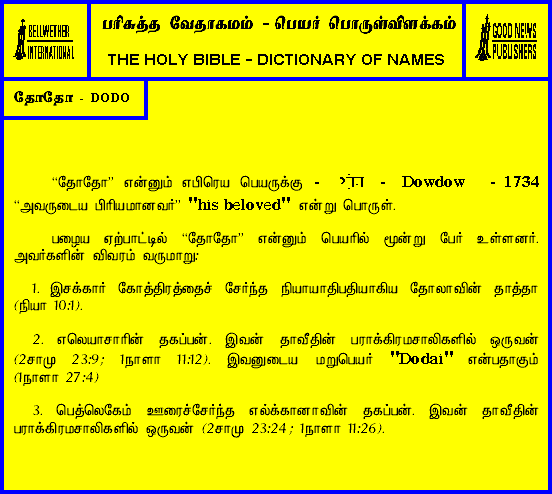 BELLWETHER
INTERNATIONAL
பரிசுத்த வேதாகமம் - பெயர் பொருள்விளக்கம்
THE HOLY BIBLE - DICTIONARY OF NAMES
GOOD NEWS
PUBLISHERS
தோதோ - DODO
“தோதோ” என்னும் எபிரெய பெயருக்கு - - Dowdow - 1734
“அவருடைய பிரியமானவர்” "his beloved" என்று பொருள்.
பழைய ஏற்பாட்டில் “தோதோ” என்னும் பெயரில் மூன்று பேர் உள்ளனர்.
அவர்களின் விவரம் வருமாறு:
1. இசக்கார் கோத்திரத்தைச் சேர்ந்த நியாயாதிபதியாகிய தோலாவின் தாத்தா
(நியா 10:1).
2. எலெயாசாரின் தகப்பன். இவன் தாவீதின் பராக்கிரமசாலிகளில் ஒருவன்
(2சாமு 23:9; 1நாளா 11:12). இவனுடைய மறுபெயர் "Dodai" என்பதாகும்
(1நாளா 27:4)
3. பெத்லெகேம் ஊரைச்சேர்ந்த எல்க்கானாவின் தகப்பன். இவன் தாவீதின்
பராக்கிரமசாலிகளில் ஒருவன் (2சாமு 23:24; 1நாளா 11:26).